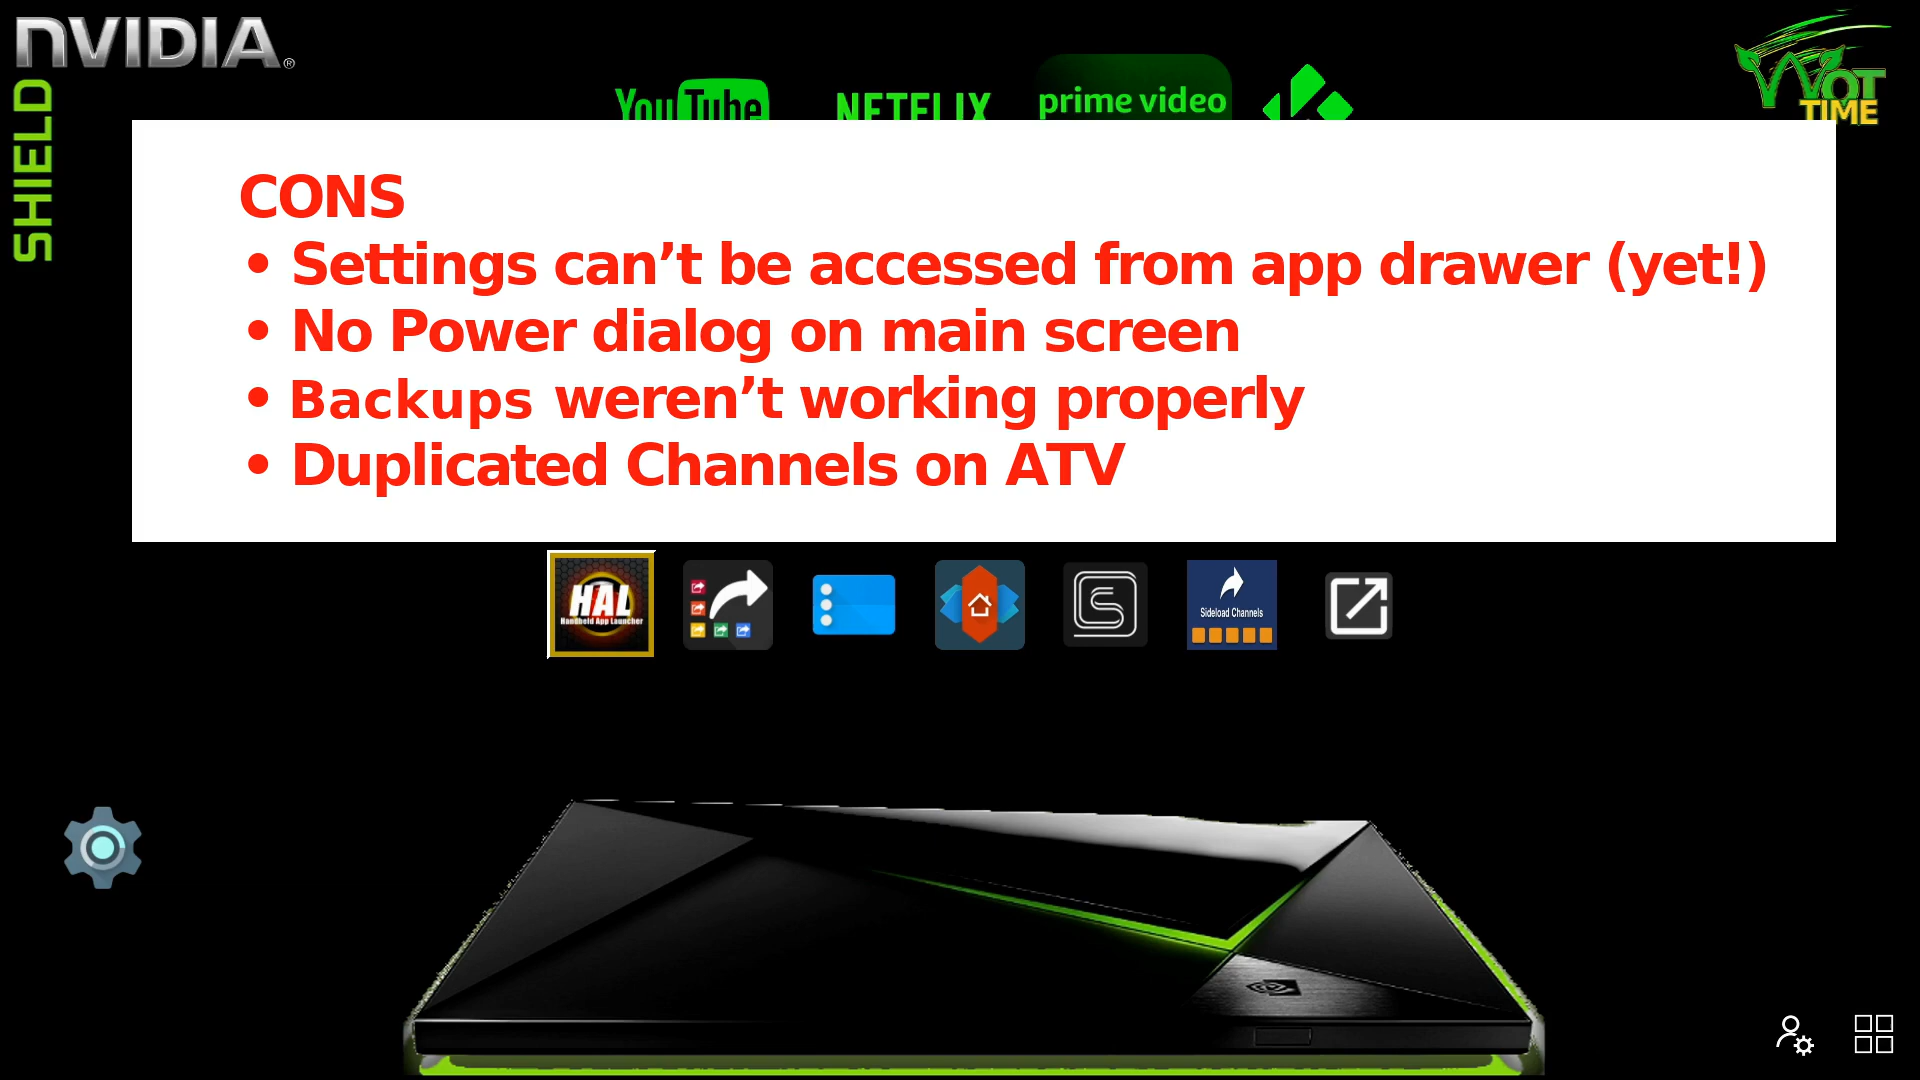 NVIDIA®
SHIELD
YouTube NETFLIX prime video
WOT
TIME
CONS
• Settings can’t be accessed from app drawer (yet!)
• No Power dialog on main screen
• Backups weren’t working properly
• Duplicated Channels on ATV
HAL
Handheld App Launcher
Sideload Channels